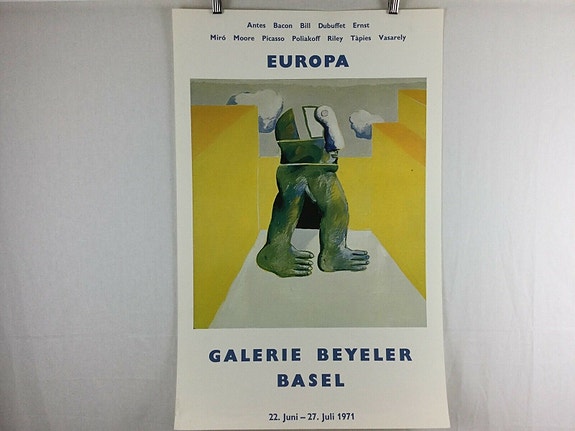 Antes Bacon Bill Dubuffet Ernst
Miró Moore Picasso Poliakoff Riley Tàpies Vasarely
EUROPA
GALERIE BEYELER
BASEL
22. Juni – 27. Juli 1971